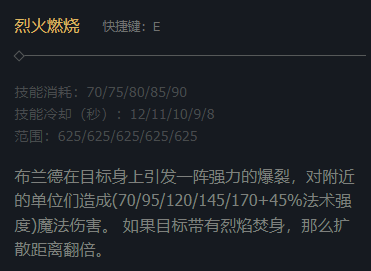 烈火燃烧 快捷键：E
技能消耗：70/75/80/85/90
技能冷却（秒）：12/11/10/9/8
范围：625/625/625/625/625
布兰德在目标身上引发一阵强力的爆裂，对附近
的单位们造成(70/95/120/145/170+45%法术强
度)魔法伤害。 如果目标带有烈焰焚身，那么扩
散距离翻倍。